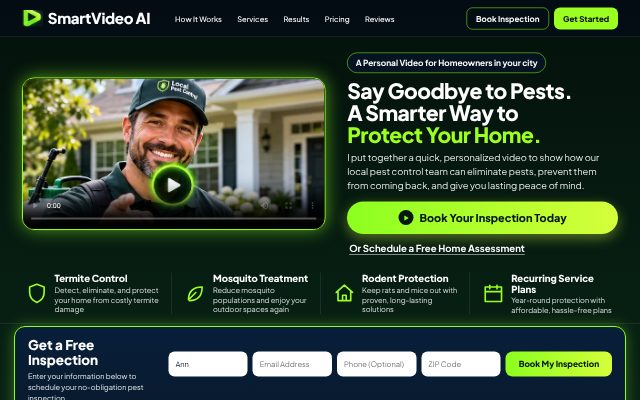 SmartVideo AI
How It Works
Services
Results
Pricing
Reviews
Book Inspection
Get Started
A Personal Video for Homeowners in your city
Say Goodbye to Pests.
A Smarter Way to
Protect Your Home.
I put together a quick, personalized video to show how our
local pest control team can eliminate pests, prevent them
from coming back, and give you lasting peace of mind.
Local
Pest Control
0:00
Book Your Inspection Today
Or Schedule a Free Home Assessment
Termite Control
Detect, eliminate, and protect
your home from costly termite
damage
Mosquito Treatment
Reduce mosquito
populations and enjoy your
outdoor spaces again
Rodent Protection
Keep rats and mice out with
proven, long-lasting
solutions
Recurring Service
Plans
Year-round protection with
affordable, hassle-free plans
Get a Free
Inspection
Enter your information below to
schedule your no-obligation pest
inspection
Ann
Email Address
Phone (Optional)
ZIP Code
Book My Inspection